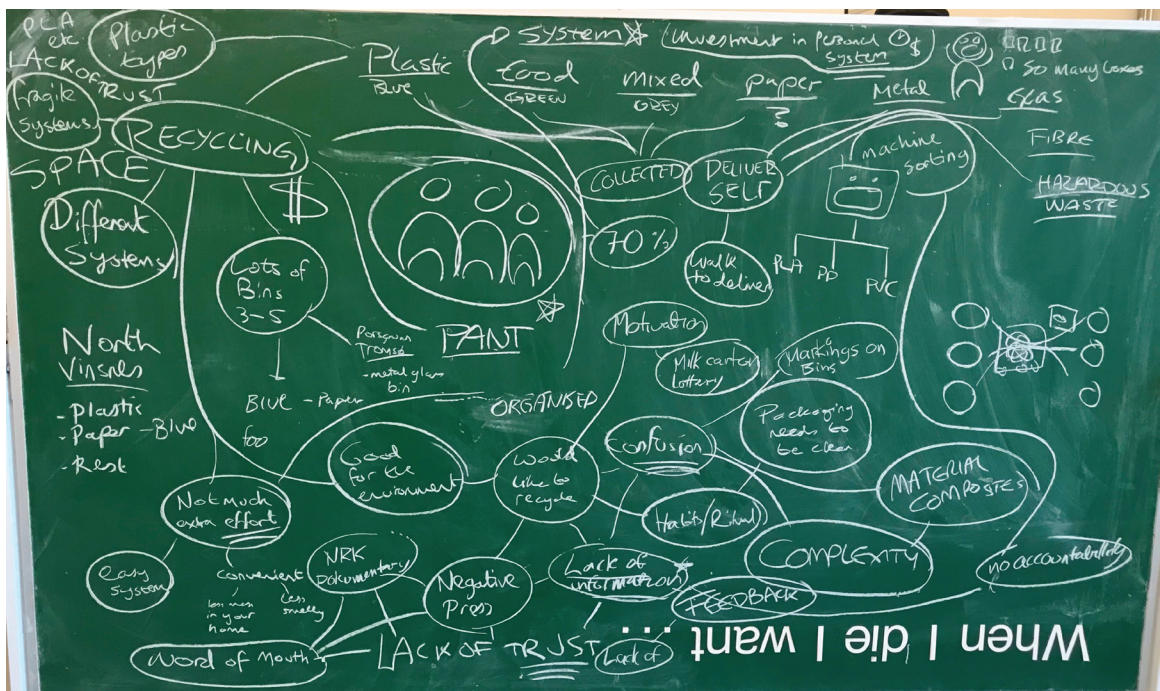 PLA
etc
LACK OF TRUST
Plastic
types
fragile
systems
RECYCLING
SPACE
Different
Systems
$
Lots of
Bins
3-5
BLUE - Paper
foo
North
- Plastic
- Paper - Blue
- Rest
Plastic
BLUE
SYSTEM
Investment in Personal
System
$
food
GREEN
mixed
GREY
paper
?
Metal
So many boxes
GLAS
FIBRE
HAZARDOUS
WASTE
COLLECTED
DELIVER
SELF
machine
sorting
70%
Walk
to deliver
PLA
PP
PVC
PANT
- metal glass
bin
ORGANISED
Motivation
Milk carton
lottery
Markings on
Bins
Packaging
needs to
be clean
Confusion
Good
for the
environment
Would
like to
recycle
Habits/Ritual
MATERIAL
COMPOSTES
Not much
extra effort
easy
system
convenient
less mess
in your
home
less
smelly
NRK
Dokumentary
Negative
Press
Lack of
information
COMPLEXITY
no accountability
FEEDBACK
Word of Mouth
LACK OF TRUST
Lack of
When I die I want ...